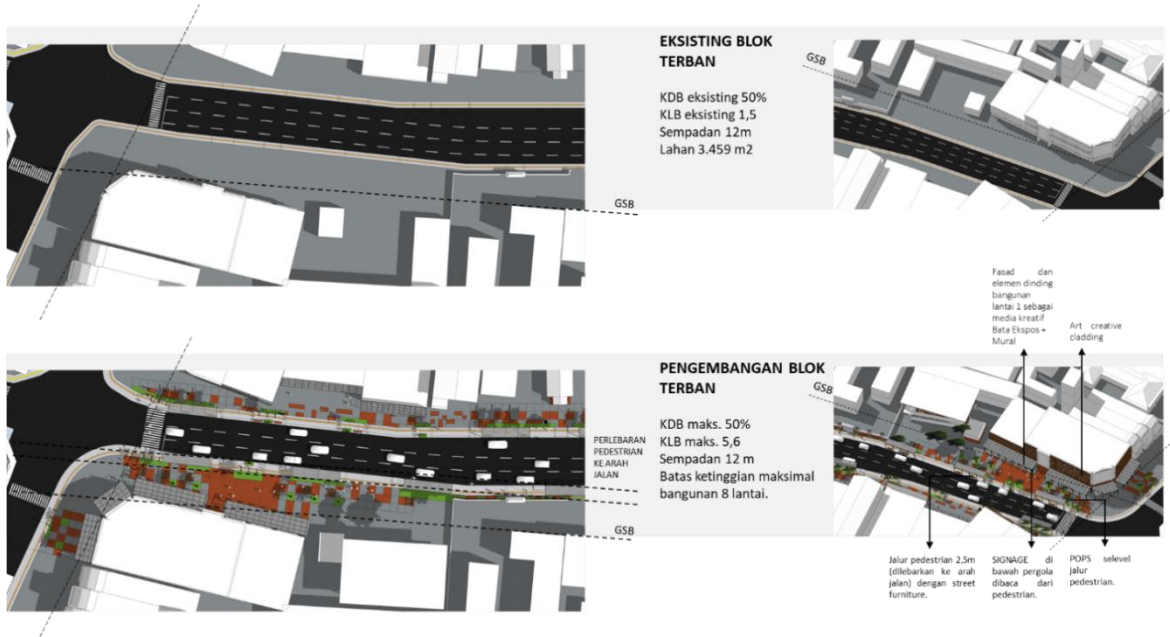 EKSISTING BLOK
TERBAN
KDB eksisting 50%
KLB eksisting 1,5
Sempadan 12m
Lahan 3.459 m2
GSB
GSB
Fasad dan
elemen dinding
bangunan
lantai 1 sebagai
media kreatif
Bata Ekspos +
Mural
Art creative
cladding
PENGEMBANGAN BLOK
TERBAN
KDB maks. 50%
KLB maks. 5,6
Sempadan 12 m
Batas ketinggian maksimal
bangunan 8 lantai.
PERLEBARAN
PEDESTRIAN
KE ARAH
JALAN
GSB
GSB
Jalur pedestrian 2,5m
(dilebarkan ke arah
jalan) dengan street
furniture.
SIGNAGE di
bawah pergola
dibaca dari
pedestrian.
POPS selevel
jalur
pedestrian.